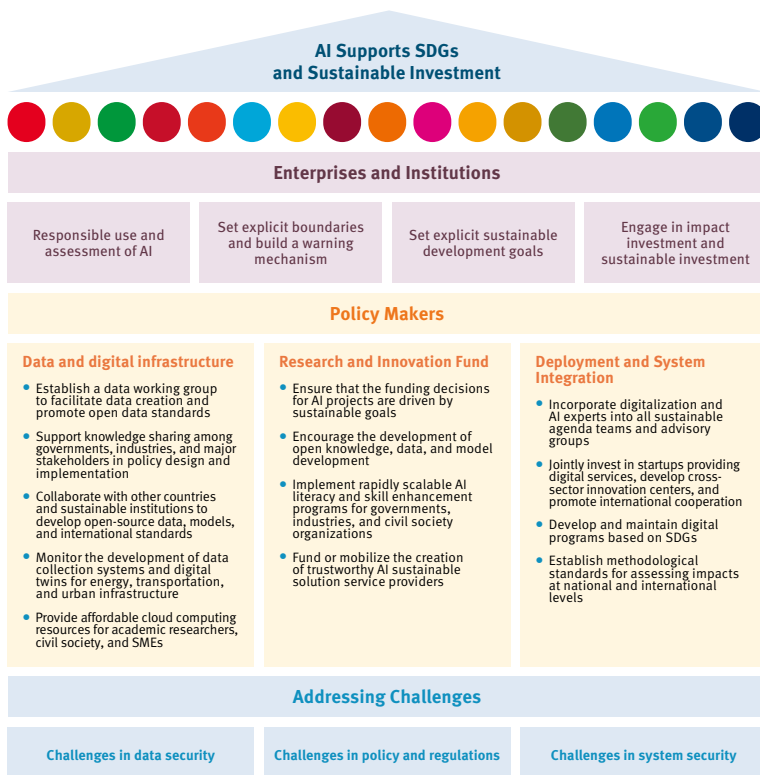 AI Supports SDGs
and Sustainable Investment
Enterprises and Institutions
Responsible use and
assessment of AI
Set explicit boundaries
and build a warning
mechanism
Set explicit sustainable
development goals
Engage in impact
investment and
sustainable investment
Policy Makers
Data and digital infrastructure
• Establish a data working group
to facilitate data creation and
promote open data standards
• Support knowledge sharing among
governments, industries, and major
stakeholders in policy design and
implementation
• Collaborate with other countries
and sustainable institutions to
develop open-source data, models,
and international standards
• Monitor the development of data
collection systems and digital
twins for energy, transportation,
and urban infrastructure
• Provide affordable cloud computing
resources for academic researchers,
civil society, and SMEs
Research and Innovation Fund
• Ensure that the funding decisions
for AI projects are driven by
sustainable goals
• Encourage the development of
open knowledge, data, and model
development
• Implement rapidly scalable AI
literacy and skill enhancement
programs for governments,
industries, and civil society
organizations
• Fund or mobilize the creation
of trustworthy AI sustainable
solution service providers
Deployment and System
Integration
• Incorporate digitalization and
AI experts into all sustainable
agenda teams and advisory
groups
• Jointly invest in startups providing
digital services, develop cross-
sector innovation centers, and
promote international cooperation
• Develop and maintain digital
programs based on SDGs
• Establish methodological
standards for assessing impacts
at national and international
levels
Addressing Challenges
Challenges in data security
Challenges in policy and regulations
Challenges in system security